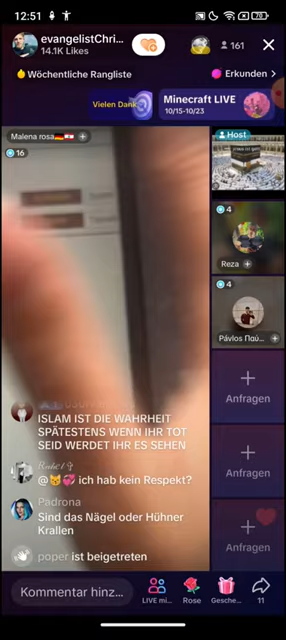 12:51
70
evangelistChri...
14.1K Likes
161
Wöchentliche Rangliste
Erkunden >
Vielen Dank
Minecraft LIVE
10/15-10/23
Malena rosa🇩🇪🇱🇧 +
16
Host
4
Reza +
4
Pávlos Παύ... +
Anfragen
Anfragen
Anfragen
ISLAM IST DIE WAHRHEIT
SPÄTESTENS WENN IHR TOT
SEID WERDET IHR ES SEHEN
@😼💞 ich hab kein Respekt?
Padrona
Sind das Nägel oder Hühner
Krallen
poper ist beigetreten
Kommentar hinz...
LIVE mi...
Rose
Gesche...
11